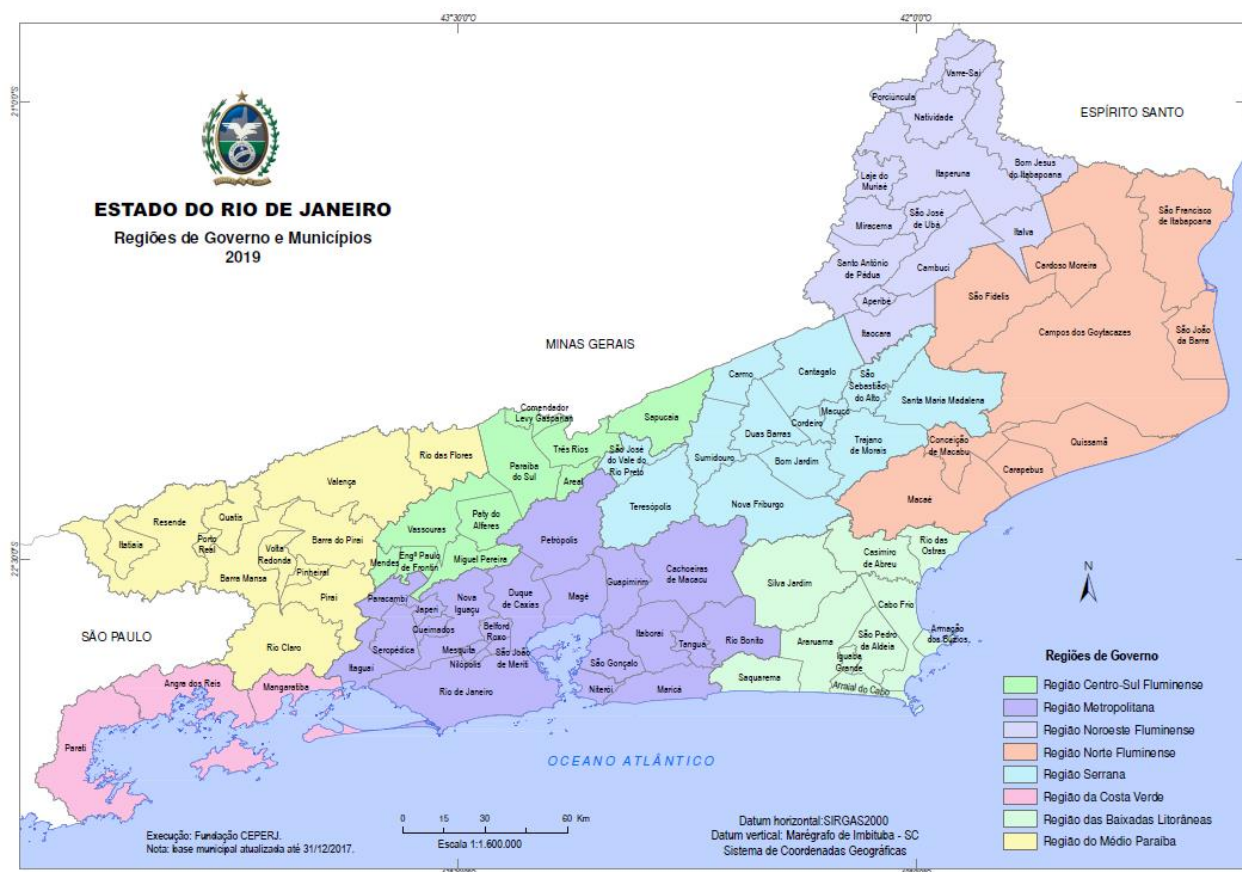 43°30'0"O
42°0'0"O
21°0'0"S
22°30'0"S
ESTADO DO RIO DE JANEIRO
Regiões de Governo e Municípios
2019
ESPÍRITO SANTO
MINAS GERAIS
SÃO PAULO
OCEANO ATLÂNTICO
Varre-Sai
Porciúncula
Natividade
Bom Jesus
do Itabapoana
Laje do
Muriaé
Itaperuna
São Francisco
de Itabapoana
Miracema
São José
de Ubá
Italva
Santo Antônio
de Pádua
Cambuci
Cardoso Moreira
Aperibé
São Fidelis
Itaocara
Campos dos Goytacazes
São João
da Barra
Carmo
Cantagalo
São
Sebastião
do Alto
Santa Maria Madalena
Macuco
Cordeiro
Duas Barras
Trajano
de Morais
Conceição
de Macabu
Quissamã
Carapebus
Macaé
Sumidouro
Bom Jardim
Nova Friburgo
Teresópolis
São José
do Vale do
Rio Preto
Sapucaia
Comendador
Levy Gasparian
Três Rios
Paraíba
do Sul
Areal
Rio das Flores
Valença
Vassouras
Paty do
Alferes
Petrópolis
Miguel Pereira
Engº Paulo
de Frontin
Mendes
Resende
Quatis
Itatiaia
Porto
Real
Volta
Redonda
Barra do Piraí
Barra Mansa
Pinheiral
Piraí
Rio Claro
Paracambi
Japeri
Nova
Iguaçu
Duque
de Caxias
Magé
Guapimirim
Cachoeiras
de Macacu
Queimados
Belford
Roxo
Seropédica
Mesquita
Nilópolis
São João
de Meriti
Itaguaí
Rio de Janeiro
Itaboraí
Tanguá
Rio Bonito
São Gonçalo
Niterói
Maricá
Silva Jardim
Casimiro
de Abreu
Rio das
Ostras
Cabo Frio
Armação
dos Búzios
Araruama
São Pedro
da Aldeia
Iguaba
Grande
Saquarema
Arraial do Cabo
Angra dos Reis
Mangaratiba
Parati
N
Regiões de Governo
Região Centro-Sul Fluminense
Região Metropolitana
Região Noroeste Fluminense
Região Norte Fluminense
Região Serrana
Região da Costa Verde
Região das Baixadas Litorâneas
Região do Médio Paraíba
Execução: Fundação CEPERJ.
Nota: base municipal atualizada até 31/12/2017.
0 15 30 60 Km
Escala 1:1.600.000
Datum horizontal:SIRGAS2000
Datum vertical: Marégrafo de Imbituba - SC
Sistema de Coordenadas Geográficas